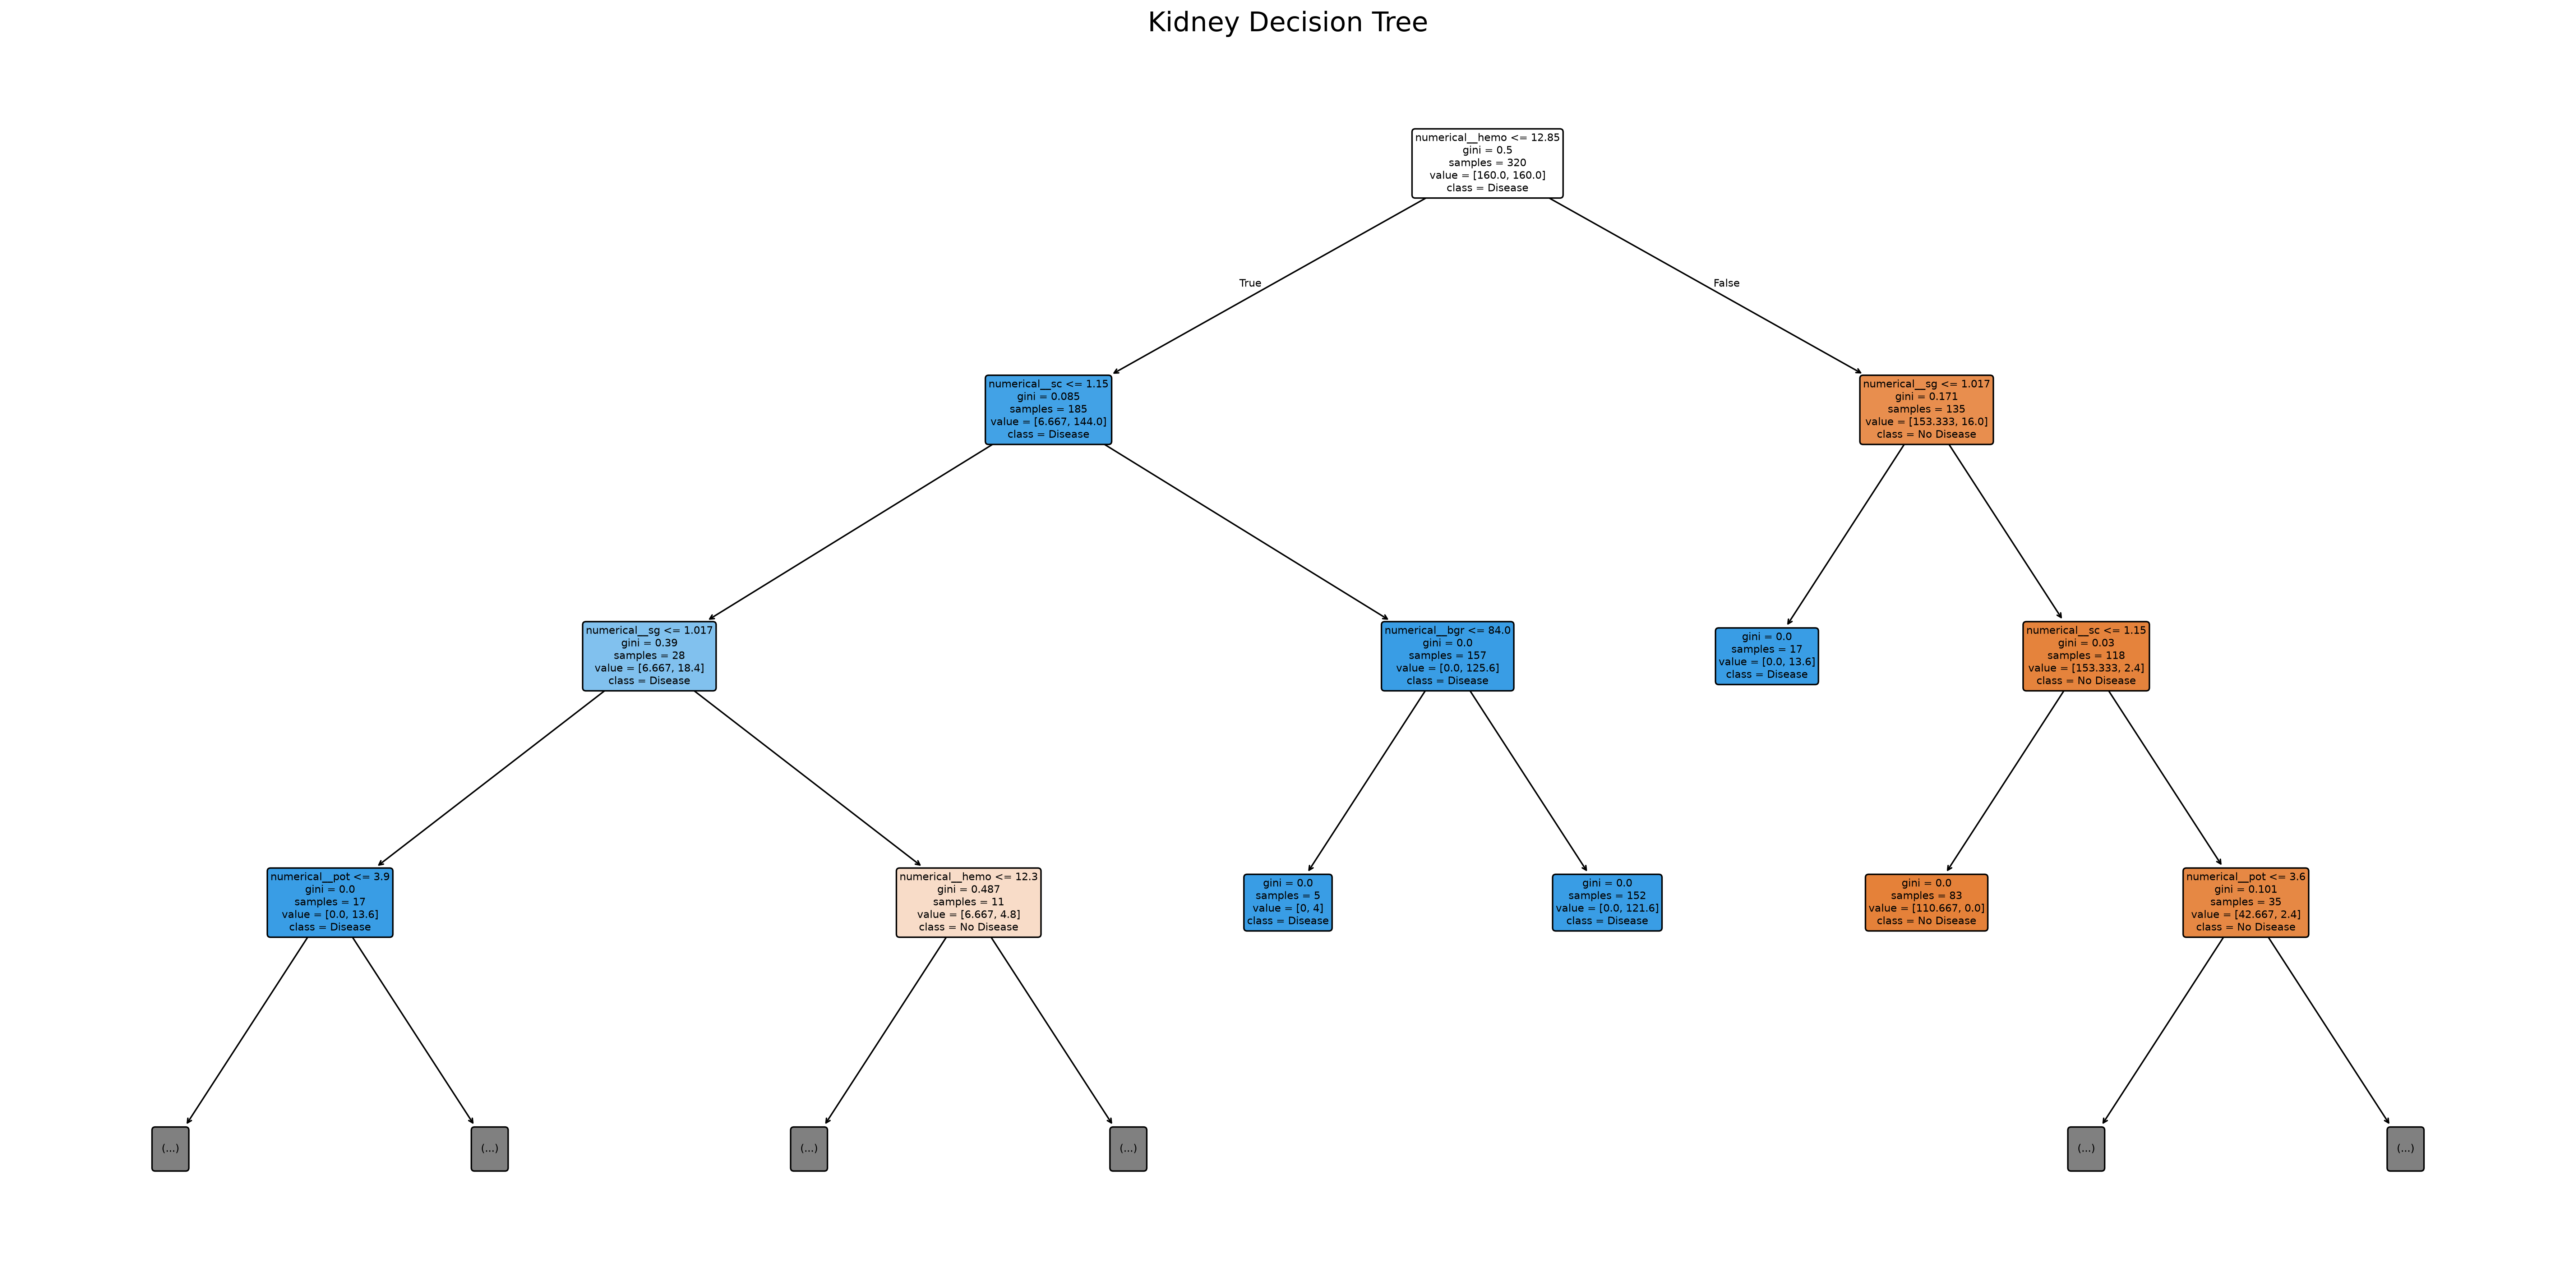 Kidney Decision Tree
numerical__hemo <= 12.85
gini = 0.5
samples = 320
value = [160.0, 160.0]
class = Disease
True
False
numerical__sc <= 1.15
gini = 0.085
samples = 185
value = [6.667, 144.0]
class = Disease
numerical__sg <= 1.017
gini = 0.171
samples = 135
value = [153.333, 16.0]
class = No Disease
numerical__sg <= 1.017
gini = 0.39
samples = 28
value = [6.667, 18.4]
class = Disease
numerical__bgr <= 84.0
gini = 0.0
samples = 157
value = [0.0, 125.6]
class = Disease
gini = 0.0
samples = 17
value = [0.0, 13.6]
class = Disease
numerical__sc <= 1.15
gini = 0.03
samples = 118
value = [153.333, 2.4]
class = No Disease
numerical__pot <= 3.9
gini = 0.0
samples = 17
value = [0.0, 13.6]
class = Disease
numerical__hemo <= 12.3
gini = 0.487
samples = 11
value = [6.667, 4.8]
class = No Disease
gini = 0.0
samples = 5
value = [0, 4]
class = Disease
gini = 0.0
samples = 152
value = [0.0, 121.6]
class = Disease
gini = 0.0
samples = 83
value = [110.667, 0.0]
class = No Disease
numerical__pot <= 3.6
gini = 0.101
samples = 35
value = [42.667, 2.4]
class = No Disease
(...)
(...)
(...)
(...)
(...)
(...)